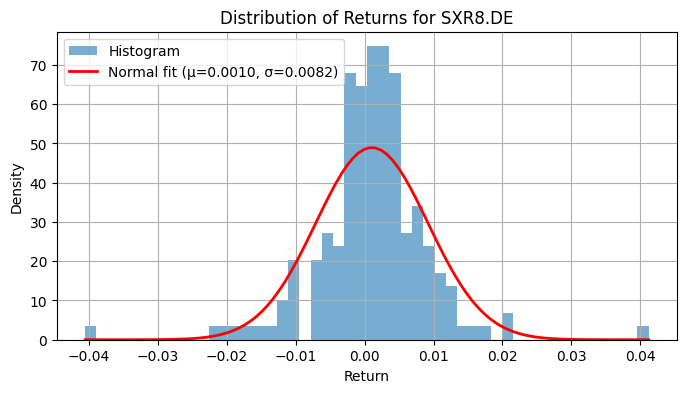 Distribution of Returns for SXR8.DE
Histogram
Normal fit (μ=0.0010, σ=0.0082)
Density
70
60
50
40
30
20
10
0
−0.04 −0.03 −0.02 −0.01 0.00 0.01 0.02 0.03 0.04
Return